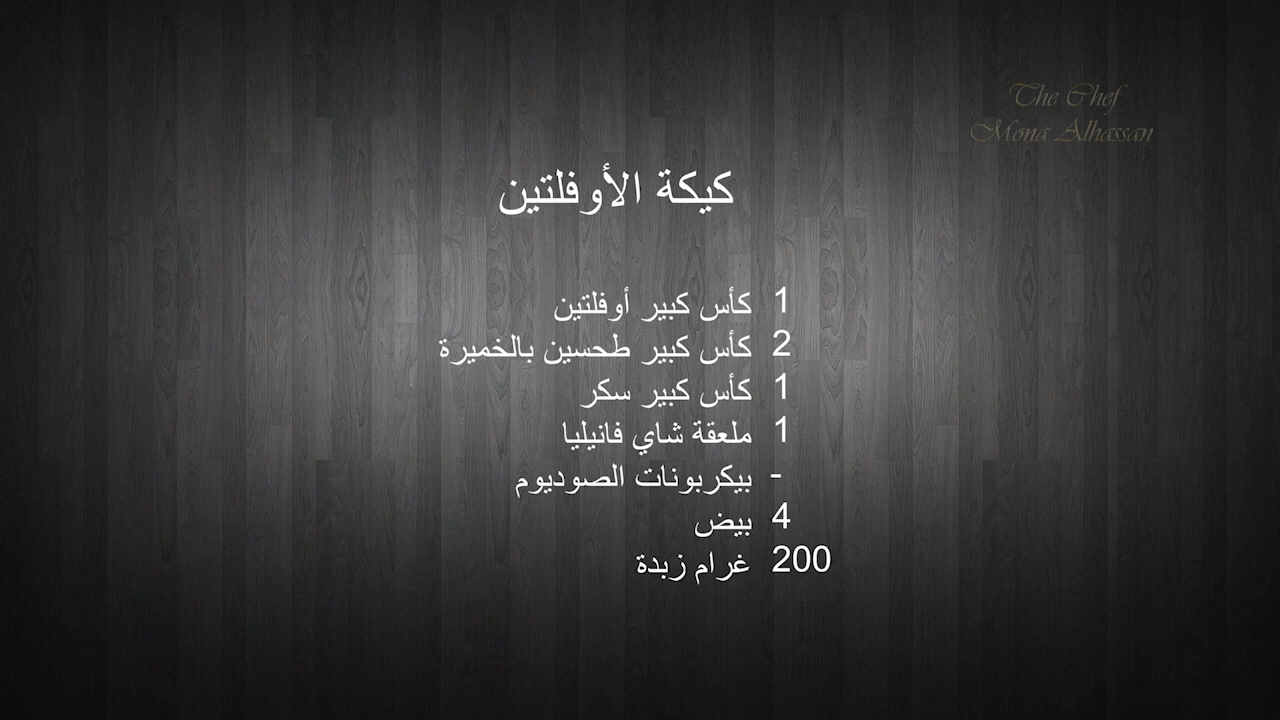 The Chef
Mona Alhassan
كيكة الأوفلتين
1 كأس كبير أوفلتين
2 كأس كبير طحسين بالخميرة
1 كأس كبير سكر
1 ملعقة شاي فانيليا
- بيكربونات الصوديوم
4 بيض
200 غرام زبدة